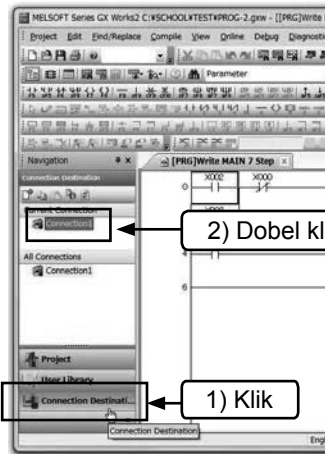 MELSOFT Series GX Works2 C:¥SCHOOL¥TEST¥PROG-2.gxw - [[PRG]Write
Project Edit Find/Replace Compile View Online Debug Diagnosti
Parameter
Navigation
[PRG]Write MAIN 7 Step
Connection Destination
0 X002 X000
Current Connection
Connection1
2) Dobel kl
All Connections
Connection1
4
6
Project
User Library
Connection Destinati...
1) Klik
Connection Destination
Engl